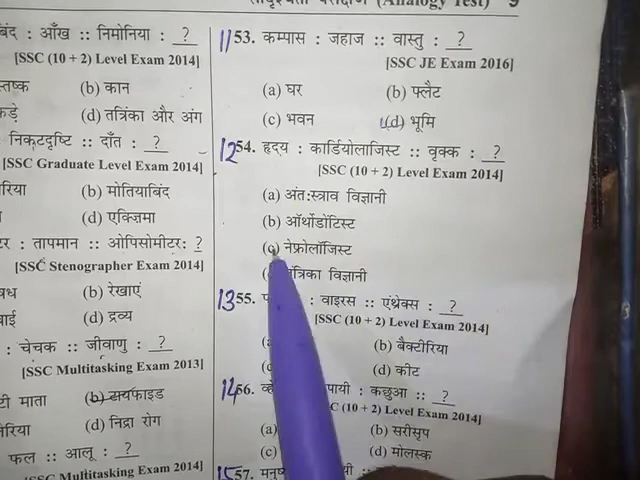 सादृश्यता परीक्षण (Analogy Test) 9
बिंद : आँख :: निमोनिया : ?
[SSC (10 + 2) Level Exam 2014]
स्तष्क (b) कान
कड़े (d) तंत्रिका और अंग
निकटदृष्टि :: दाँत : ?
[SSC Graduate Level Exam 2014]
रिया (b) मोतियाबिंद
(d) एक्ज़िमा
टर : तापमान :: ओपिसोमीटर: ?
[SSC Stenographer Exam 2014]
वध (b) रेखाएं
वाई (d) द्रव्य
: चेचक :: जीवाणु : ?
[SSC Multitasking Exam 2013]
टी माता (b) टायफाइड
लेरिया (d) निद्रा रोग
फल :: आलू : ?
[SSC Multitasking Exam 2014]
11 53. कम्पास : जहाज :: वास्तु : ?
[SSC JE Exam 2016]
(a) घर (b) फ्लैट
(c) भवन (d) भूमि
12 54. हृदय : कार्डियोलाजिस्ट :: वृक्क : ?
[SSC (10 + 2) Level Exam 2014]
(a) अंत:स्त्राव विज्ञानी
(b) ऑर्थोडोंटिस्ट
(c) नेफ्रोलॉजिस्ट
तंत्रिका विज्ञानी
13 55. : वाइरस :: एंथ्रेक्स : ?
[SSC (10 + 2) Level Exam 2014]
(b) बैक्टीरिया
(d) कीट
14 56. पायी : कछुआ :: ?
(10 + 2) Level Exam 2014]
(a) (b) सरीसृप
(c) (d) मोलस्क
15 57. मनुष्